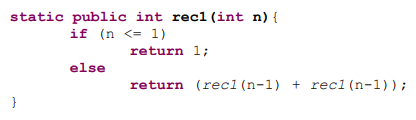 static public int rec1(int n){
if (n <= 1)
return 1;
else
return (rec1(n-1) + rec1(n-1));
}